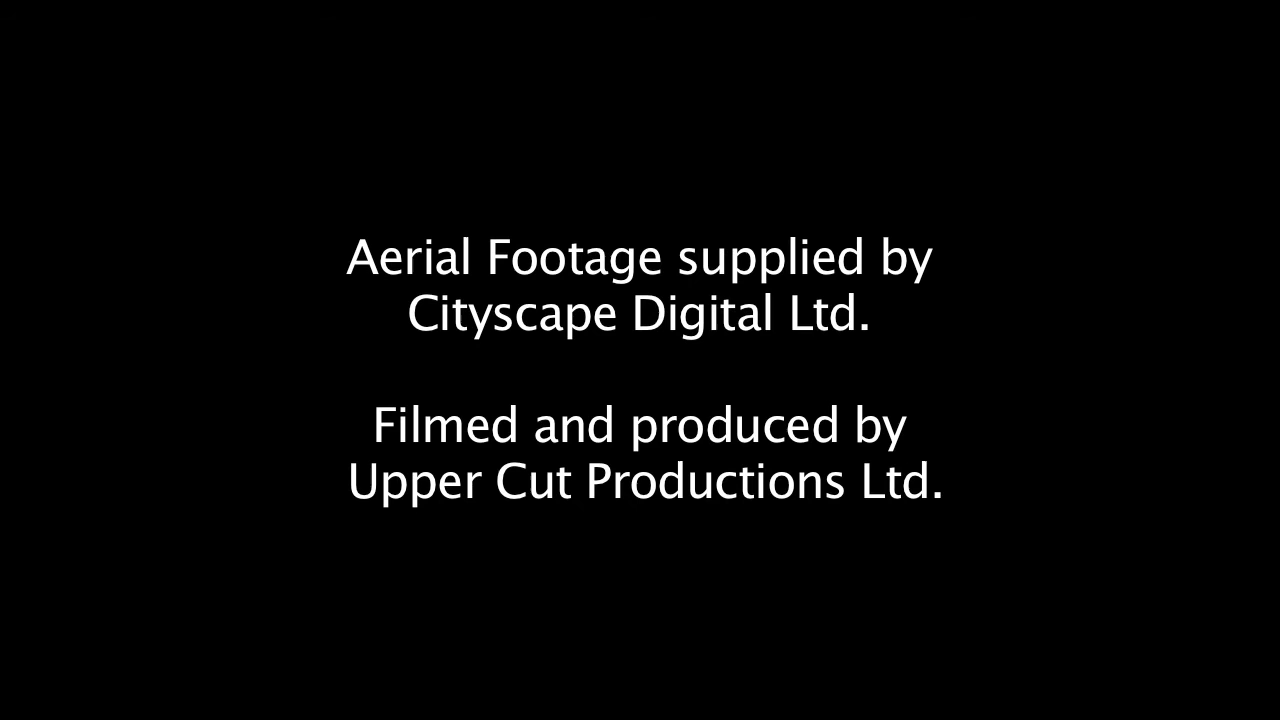 Aerial Footage supplied by
Cityscape Digital Ltd.
Filmed and produced by
Upper Cut Productions Ltd.